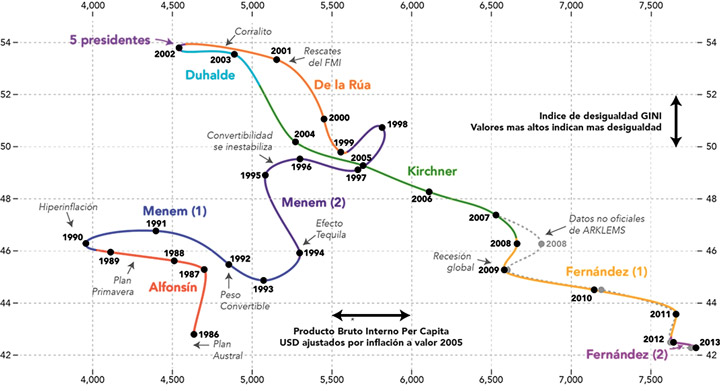 4,000 4,500 5,000 5,500 6,000 6,500 7,000 7,500
54
52
50
48
46
44
42
54
52
50
48
46
44
42
5 presidentes
Corralito
2002
2003
2001
Rescates
del FMI
Duhalde
De la Rúa
2000
1999
1998
2004
Convertibilidad
se inestabiliza
1996
2005
1997
1995
Indice de desigualdad GINI
Valores mas altos indican mas desigualdad
Kirchner
2006
2007
Menem (2)
Hiperinflación
Menem (1)
1991
1990
1989
1988
1987
1992
1993
1994
Efecto
Tequila
Datos no oficiales
de ARKLEMS
2008
2008
Recesión
global
2009
Plan
Primavera
Alfonsín
Peso
Convertible
Fernández (1)
2010
2011
1986
Plan
Austral
Producto Bruto Interno Per Capita
USD ajustados por inflación a valor 2005
2012
2013
Fernández (2)
4,000 4,500 5,000 5,500 6,000 6,500 7,000 7,500